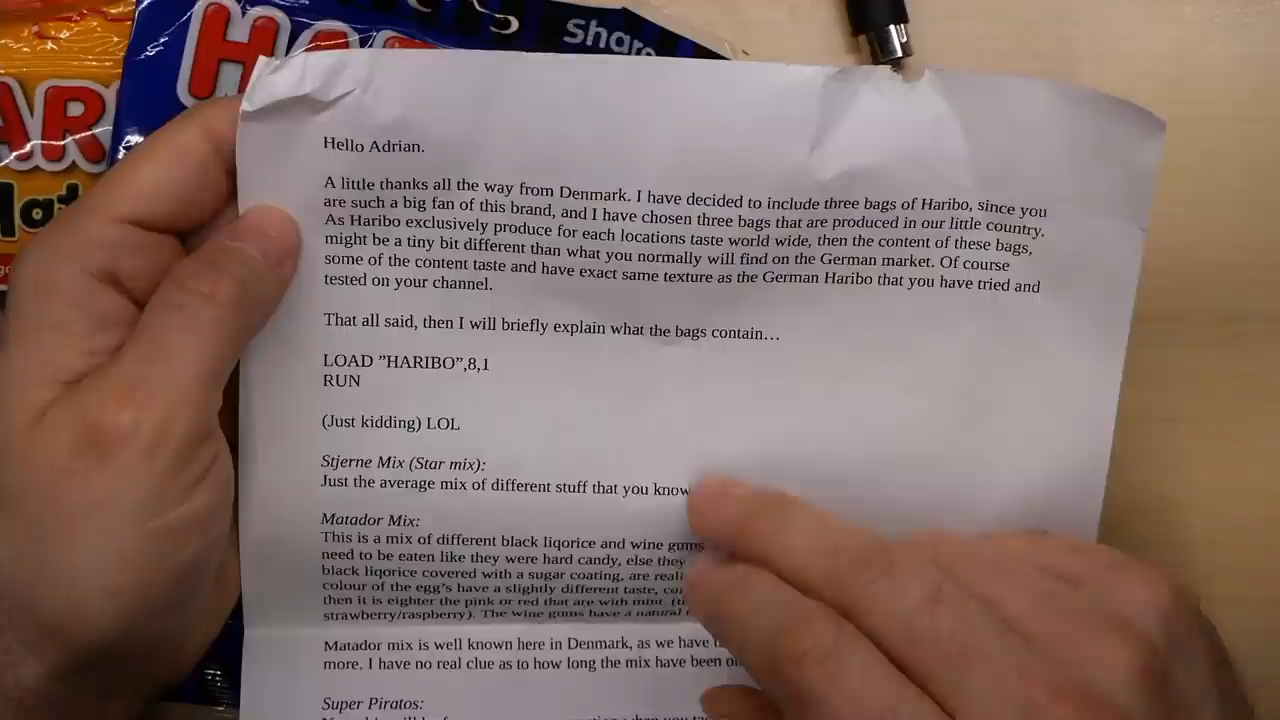 Share
HA
AR
lat
Hello Adrian.
A little thanks all the way from Denmark. I have decided to include three bags of Haribo, since you
are such a big fan of this brand, and I have chosen three bags that are produced in our little country.
As Haribo exclusively produce for each locations taste world wide, then the content of these bags,
might be a tiny bit different than what you normally will find on the German market. Of course
some of the content taste and have exact same texture as the German Haribo that you have tried and
tested on your channel.
That all said, then I will briefly explain what the bags contain…
LOAD ”HARIBO”,8,1
RUN
(Just kidding) LOL
Stjerne Mix (Star mix):
Just the average mix of different stuff that you know
Matador Mix:
This is a mix of different black liqorice and wine gums
need to be eaten like they were hard candy, else they
black liqorice covered with a sugar coating, are
colour of the egg’s have a slightly different taste,
then it is eighter the pink or red that are with mint.
strawberry/raspberry). The wine gums have a natural
Matador mix is well known here in Denmark, as we have
more. I have no real clue as to how long the mix have been
Super Piratos: